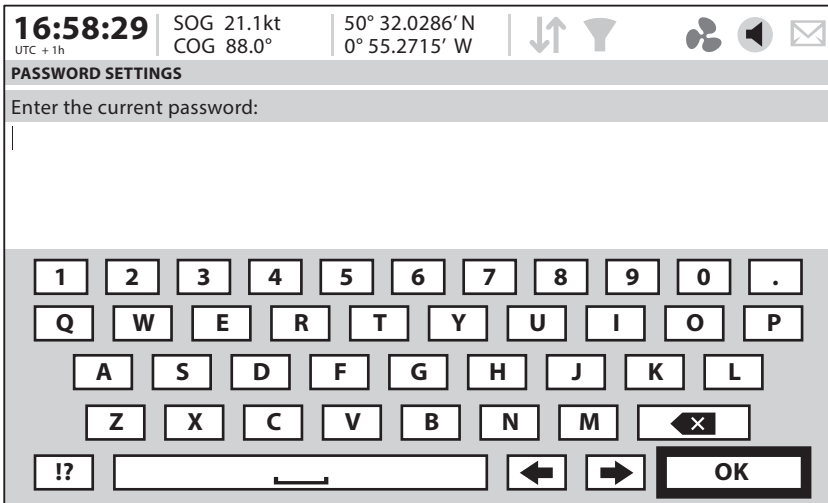 16:58:29 SOG 21.1kt 50° 32.0286′ N
UTC + 1h COG 88.0° 0° 55.2715′ W
PASSWORD SETTINGS
Enter the current password:
1 2 3 4 5 6 7 8 9 0 .
Q W E R T Y U I O P
A S D F G H J K L
Z X C V B N M
!? OK